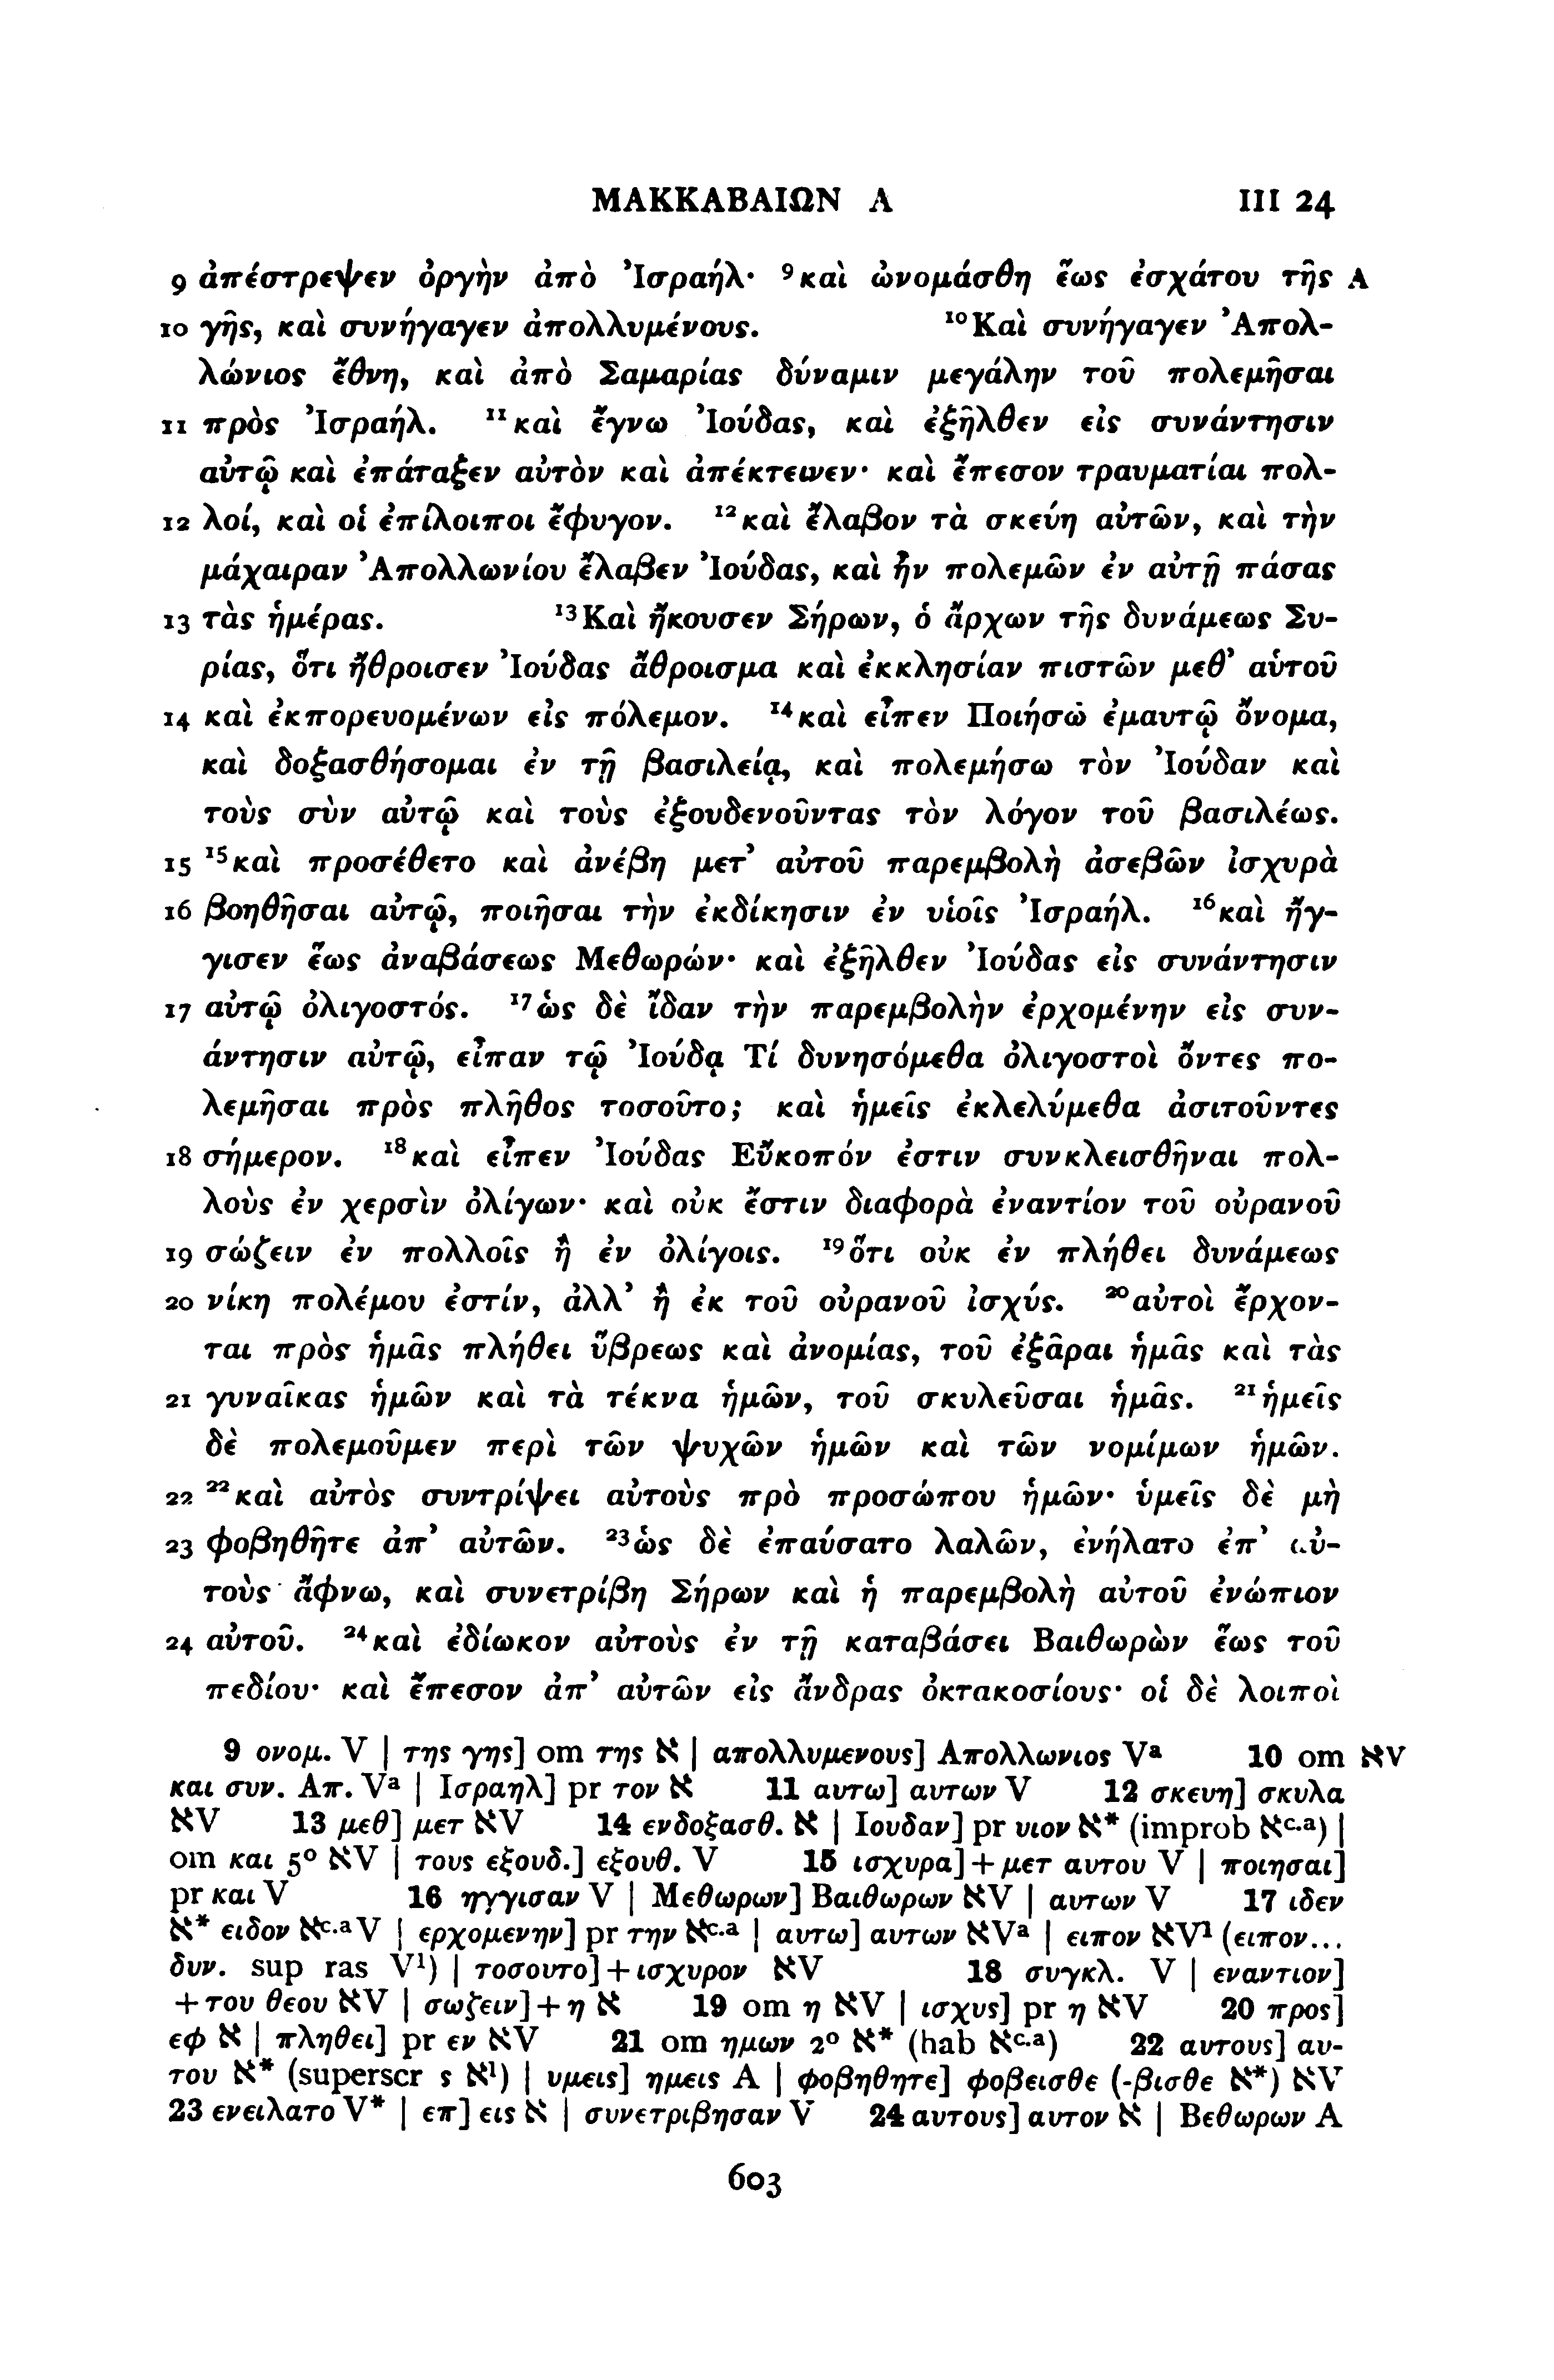 ΜΑΚΚΑΒΑΙΩΝ Α III 24
9 ἀπέστρεψεν ὀργὴν ἀπὸ Ἰσραήλ· ⁹καὶ ὠνομάσθη ἕως ἐσχάτου τῆς A
10 γῆς, καὶ συνήγαγεν ἀπολλυμένους. ¹⁰Καὶ συνήγαγεν Ἀπολ-
λώνιος ἔθνη, καὶ ἀπὸ Σαμαρίας δύναμιν μεγάλην τοῦ πολεμῆσαι
11 πρὸς Ἰσραήλ. ¹¹καὶ ἔγνω Ἰούδας, καὶ ἐξῆλθεν εἰς συνάντησιν
αὐτῷ καὶ ἐπάταξεν αὐτὸν καὶ ἀπέκτεινεν· καὶ ἔπεσον τραυματίαι πολ-
12 λοί, καὶ οἱ ἐπίλοιποι ἔφυγον. ¹²καὶ ἔλαβον τὰ σκεύη αὐτῶν, καὶ τὴν
μάχαιραν Ἀπολλωνίου ἔλαβεν Ἰούδας, καὶ ἦν πολεμῶν ἐν αὐτῇ πάσας
13 τὰς ἡμέρας. ¹³Καὶ ἤκουσεν Σήρων, ὁ ἄρχων τῆς δυνάμεως Συ-
ρίας, ὅτι ἤθροισεν Ἰούδας ἄθροισμα καὶ ἐκκλησίαν πιστῶν μεθ’ αὑτοῦ
14 καὶ ἐκπορευομένων εἰς πόλεμον. ¹⁴καὶ εἶπεν Ποιήσω ἐμαυτῷ ὄνομα,
καὶ δοξασθήσομαι ἐν τῇ βασιλείᾳ, καὶ πολεμήσω τὸν Ἰούδαν καὶ
τοὺς σὺν αὐτῷ καὶ τοὺς ἐξουδενοῦντας τὸν λόγον τοῦ βασιλέως.
15 ¹⁵καὶ προσέθετο καὶ ἀνέβη μετ’ αὐτοῦ παρεμβολὴ ἀσεβῶν ἰσχυρὰ
16 βοηθῆσαι αὐτῷ, ποιῆσαι τὴν ἐκδίκησιν ἐν υἱοῖς Ἰσραήλ. ¹⁶καὶ ἤγ-
γισεν ἕως ἀναβάσεως Μεθωρών· καὶ ἐξῆλθεν Ἰούδας εἰς συνάντησιν
17 αὐτῷ ὀλιγοστός. ¹⁷ὡς δὲ ἴδαν τὴν παρεμβολὴν ἐρχομένην εἰς συν-
άντησιν αὐτῷ, εἶπαν τῷ Ἰούδᾳ Τί δυνησόμεθα ὀλιγοστοὶ ὄντες πο-
λεμῆσαι πρὸς πλῆθος τοσοῦτο; καὶ ἡμεῖς ἐκλελύμεθα ἀσιτοῦντες
18 σήμερον. ¹⁸καὶ εἶπεν Ἰούδας Εὔκοπόν ἐστιν συνκλεισθῆναι πολ-
λοὺς ἐν χερσὶν ὀλίγων· καὶ οὐκ ἔστιν διαφορὰ ἐναντίον τοῦ οὐρανοῦ
19 σώζειν ἐν πολλοῖς ἢ ἐν ὀλίγοις. ¹⁹ὅτι οὐκ ἐν πλήθει δυνάμεως
20 νίκη πολέμου ἐστίν, ἀλλ’ ἢ ἐκ τοῦ οὐρανοῦ ἰσχύς. ²⁰αὐτοὶ ἔρχον-
ται πρὸς ἡμᾶς πλήθει ὕβρεως καὶ ἀνομίας, τοῦ ἐξᾶραι ἡμᾶς καὶ τὰς
21 γυναῖκας ἡμῶν καὶ τὰ τέκνα ἡμῶν, τοῦ σκυλεῦσαι ἡμᾶς. ²¹ἡμεῖς
δὲ πολεμοῦμεν περὶ τῶν ψυχῶν ἡμῶν καὶ τῶν νομίμων ἡμῶν.
22 ²²καὶ αὐτὸς συντρίψει αὐτοὺς πρὸ προσώπου ἡμῶν· ὑμεῖς δὲ μὴ
23 φοβηθῆτε ἀπ’ αὐτῶν. ²³ὡς δὲ ἐπαύσατο λαλῶν, ἐνήλατο ἐπ’ αὐ-
τοὺς ἄφνω, καὶ συνετρίβη Σήρων καὶ ἡ παρεμβολὴ αὐτοῦ ἐνώπιον
24 αὐτοῦ. ²⁴καὶ ἐδίωκον αὐτοὺς ἐν τῇ καταβάσει Βαιθωρὼν ἕως τοῦ
πεδίου· καὶ ἔπεσον ἀπ’ αὐτῶν εἰς ἄνδρας ὀκτακοσίους· οἱ δὲ λοιποὶ
9 ονομ. V | της γης] om της א | απολλυμενους] Απολλωνιος Vᵃ 10 om אV
και συν. Απ. Vᵃ | Ισραηλ] pr τον א 11 αυτω] αυτων V 12 σκευη] σκυλα
אV 13 μεθ] μετ אV 14 ενδοξασθ. א | Ιουδαν] pr υιον א* (improb אᶜ·ᵃ) |
om και 5° אV | τους εξουδ.] εξουθ. V 15 ισχυρα] + μετ αυτου V | ποιησαι]
pr και V 16 ηγγισαν V | Μεθωρων] Βαιθωρων אV | αυτων V 17 ιδεν
א* ειδον אᶜ·ᵃV | ερχομενην] pr την אᶜ·ᵃ | αυτω] αυτων אVᵃ | ειπον אV¹ (ειπον...
δυν. sup ras V¹) | τοσουτο] + ισχυρον אV 18 συγκλ. V | εναντιον]
+ του θεου אV | σωζειν] + η א 19 om η אV | ισχυς] pr η אV 20 προς]
εφ א | πληθει] pr εν אV 21 om ημων 2° א* (hab אᶜ·ᵃ) 22 αυτους] αυ-
του א* (superscr s א¹) | υμεις] ημεις A | φοβηθητε] φοβεισθε (-βισθε א*) אV
23 ενειλατο V* | επ] εις א | συνετριβησαν V 24 αυτους] αυτον א | Βεθωρων A
603